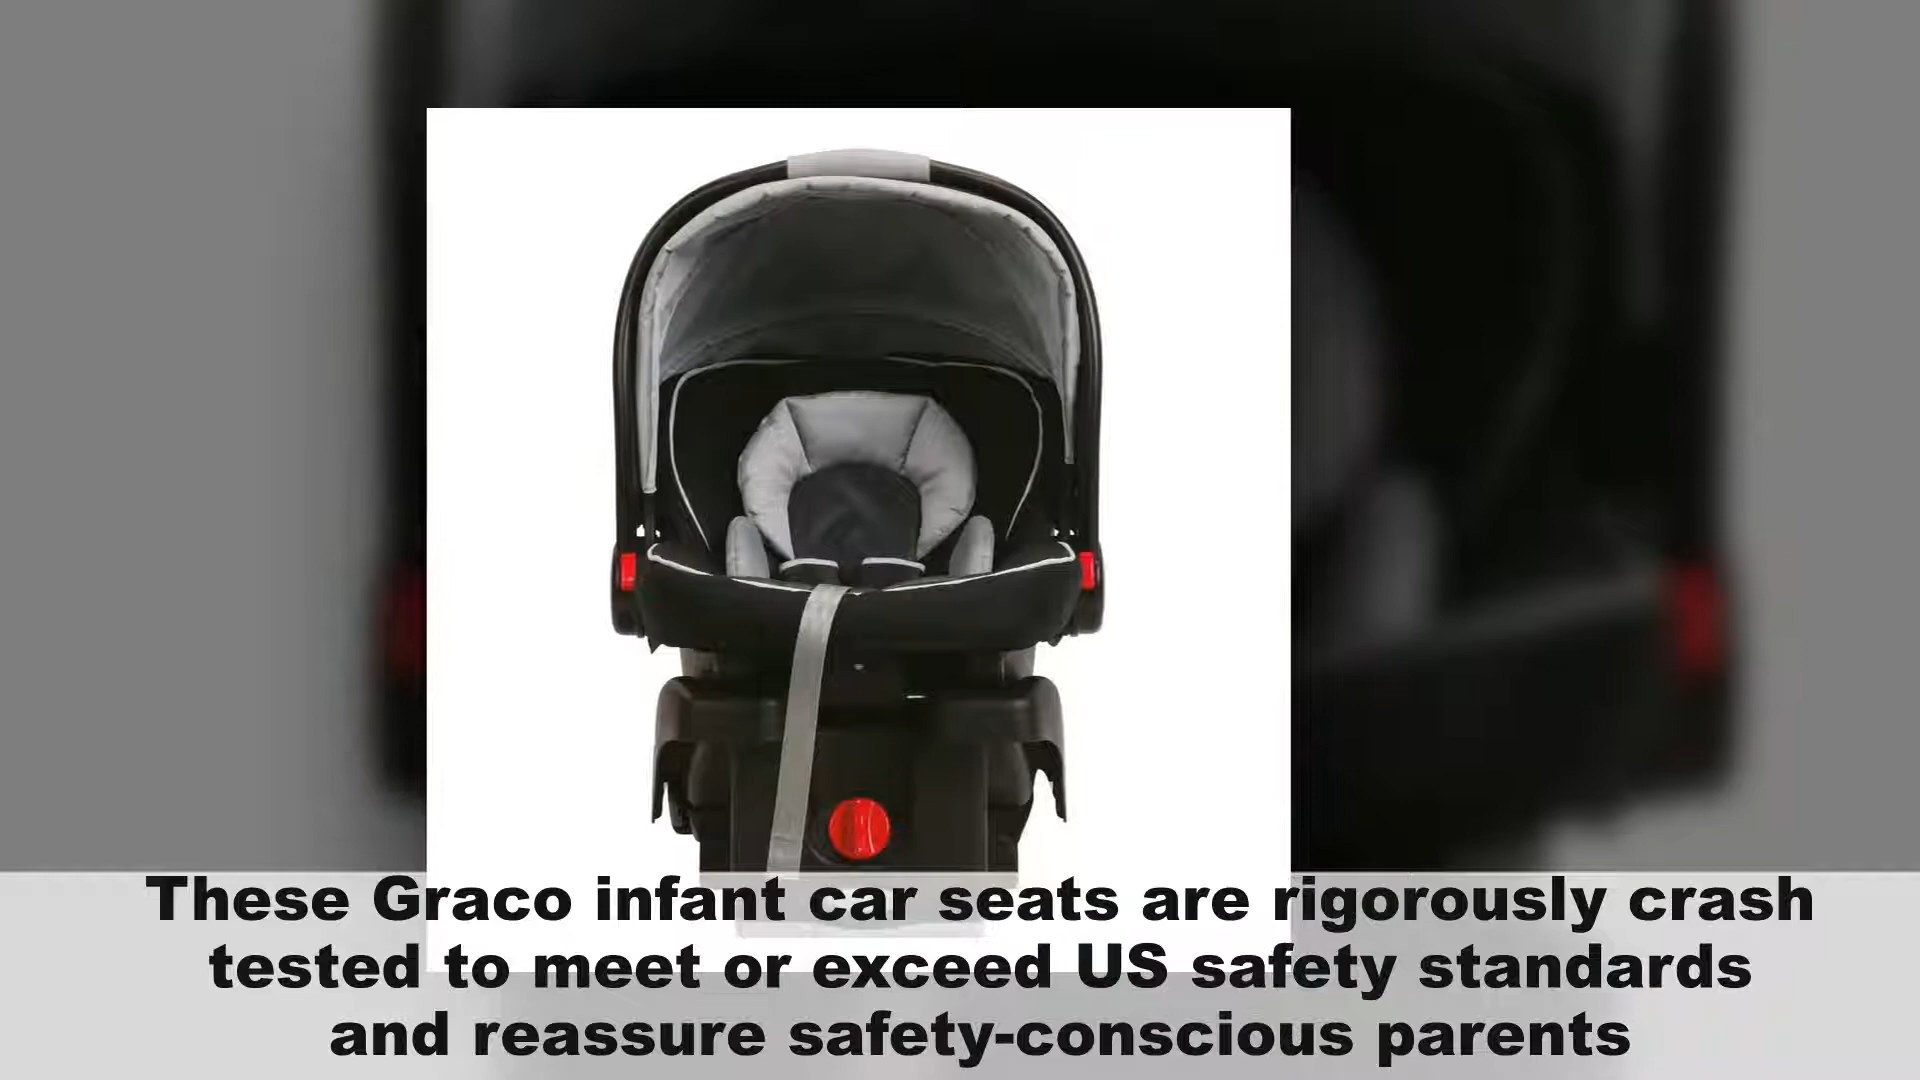 These Graco infant car seats are rigorously crash
tested to meet or exceed US safety standards
and reassure safety-conscious parents